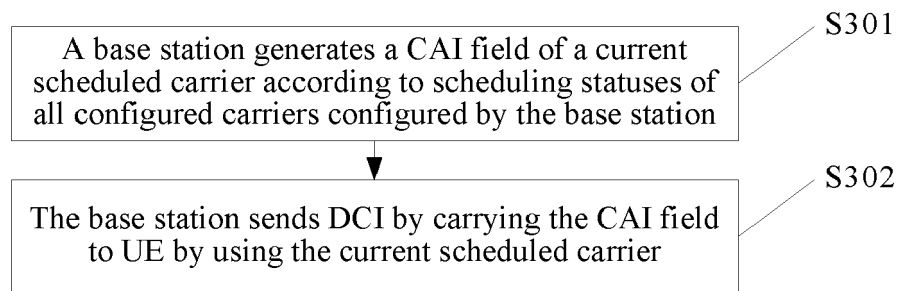 S301
A base station generates a CAI field of a current
scheduled carrier according to scheduling statuses of
all configured carriers configured by the base station
S302
The base station sends DCI by carrying the CAI field
to UE by using the current scheduled carrier